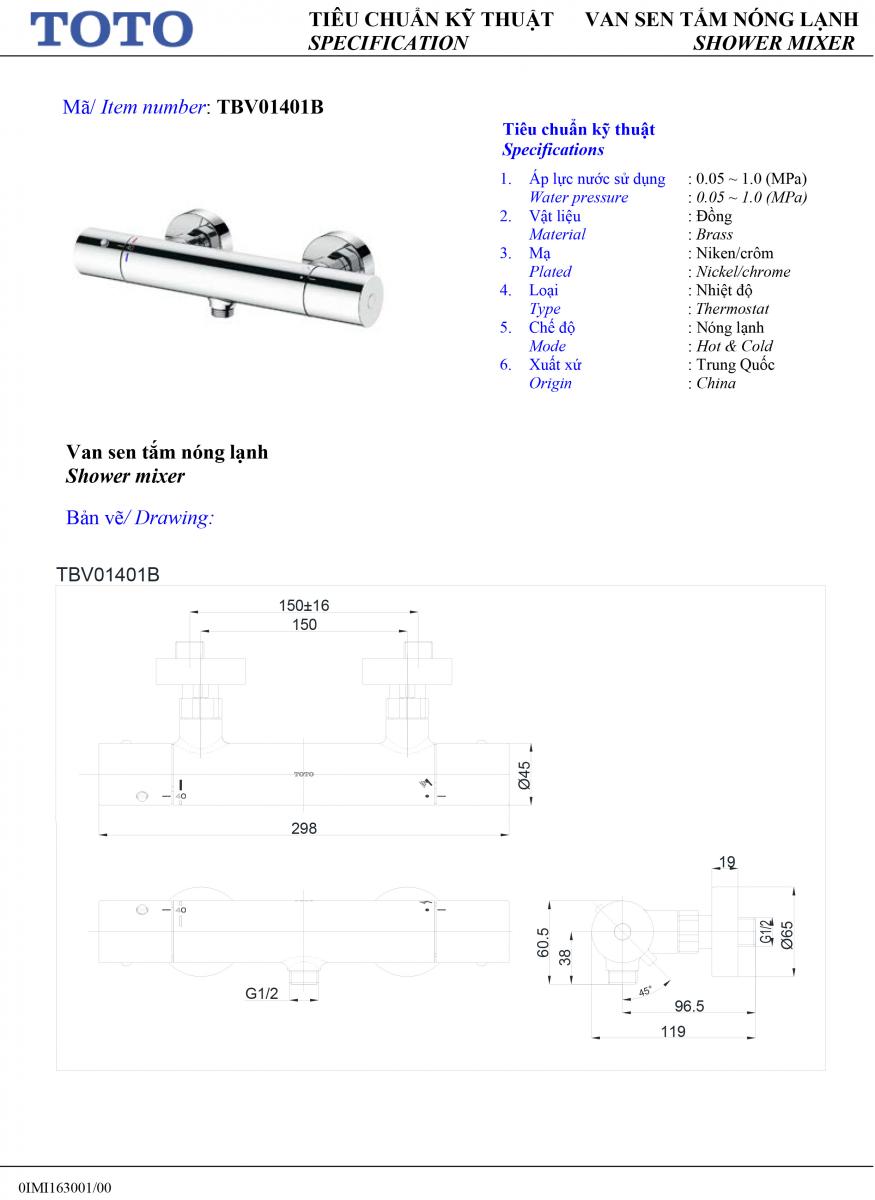 TOTO
TIÊU CHUẨN KỸ THUẬT VAN SEN TẮM NÓNG LẠNH
SPECIFICATION SHOWER MIXER
Mã/ Item number: TBV01401B
Tiêu chuẩn kỹ thuật
Specifications
1. Áp lực nước sử dụng : 0.05 ~ 1.0 (MPa)
Water pressure : 0.05 ~ 1.0 (MPa)
2. Vật liệu : Đồng
Material : Brass
3. Mạ : Niken/crôm
Plated : Nickel/chrome
4. Loại : Nhiệt độ
Type : Thermostat
5. Chế độ : Nóng lạnh
Mode : Hot & Cold
6. Xuất xứ : Trung Quốc
Origin : China
Van sen tắm nóng lạnh
Shower mixer
Bản vẽ/ Drawing:
TBV01401B
150±16
150
TOTO
Ø45
40
298
19
40
G1/2
60.5
38
G1/2
Ø65
45°
96.5
119
0IMI163001/00